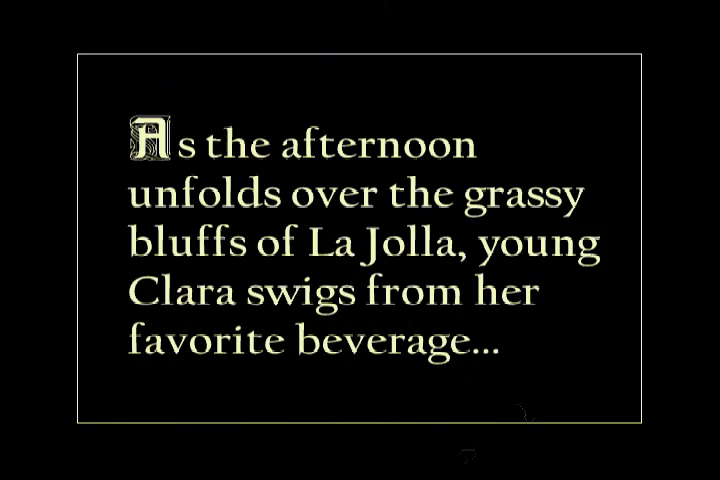 As the afternoon
unfolds over the grassy
bluffs of La Jolla, young
Clara swigs from her
favorite beverage...